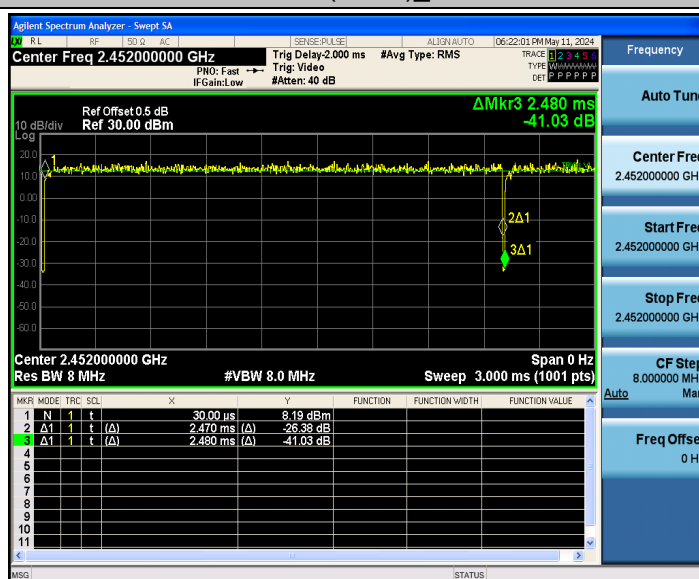 Agilent Spectrum Analyzer - Swept SA
RL RF 50 Ω AC SENSE:PULSE ALIGN AUTO 06:22:01 PM May 11, 2024
Center Freq 2.452000000 GHz
PNO: Fast
IFGain:Low
Trig Delay-2.000 ms
Trig: Video
#Atten: 40 dB
#Avg Type: RMS
TRACE 1 2 3 4 5 6
TYPE WWWWWW
DET P P P P P P
Frequency
ΔMkr3 2.480 ms
-41.03 dB
Ref Offset 0.5 dB
10 dB/div Ref 30.00 dBm
Log
20.0
10.0
0.00
-10.0
-20.0
-30.0
-40.0
-50.0
-60.0
1
2Δ1
3Δ1
Center 2.452000000 GHz Span 0 Hz
Res BW 8 MHz #VBW 8.0 MHz Sweep 3.000 ms (1001 pts)
MKR MODE TRC SCL X Y FUNCTION FUNCTION WIDTH FUNCTION VALUE
1 N 1 t 30.00 µs 8.19 dBm
2 Δ1 1 t (Δ) 2.470 ms (Δ) -26.38 dB
3 Δ1 1 t (Δ) 2.480 ms (Δ) -41.03 dB
4
5
6
7
8
9
10
11
MSG STATUS
Auto Tun
Center Fre
2.452000000 GH
Start Fre
2.452000000 GH
Stop Fre
2.452000000 GH
CF Step
8.000000 MH
Auto Ma
Freq Offse
0 H